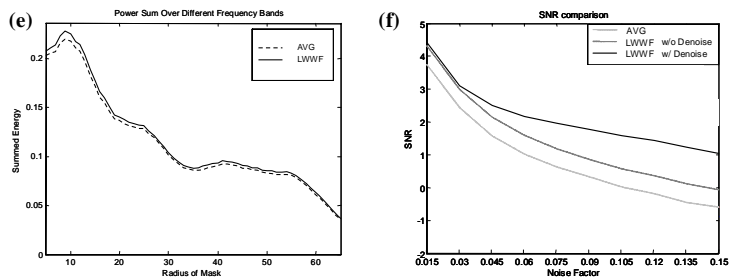 (e)
Power Sum Over Different Frequency Bands
AVG
LWWF
Summed Energy
0.2
0.15
0.1
0.05
0
10 20 30 40 50 60
Radius of Mask
(f)
SNR comparison
AVG
LWWF w/o Denoise
LWWF w/ Denoise
SNR
5
4
3
2
1
0
-1
-2
0.015 0.03 0.045 0.06 0.075 0.09 0.105 0.12 0.135 0.15
Noise Factor